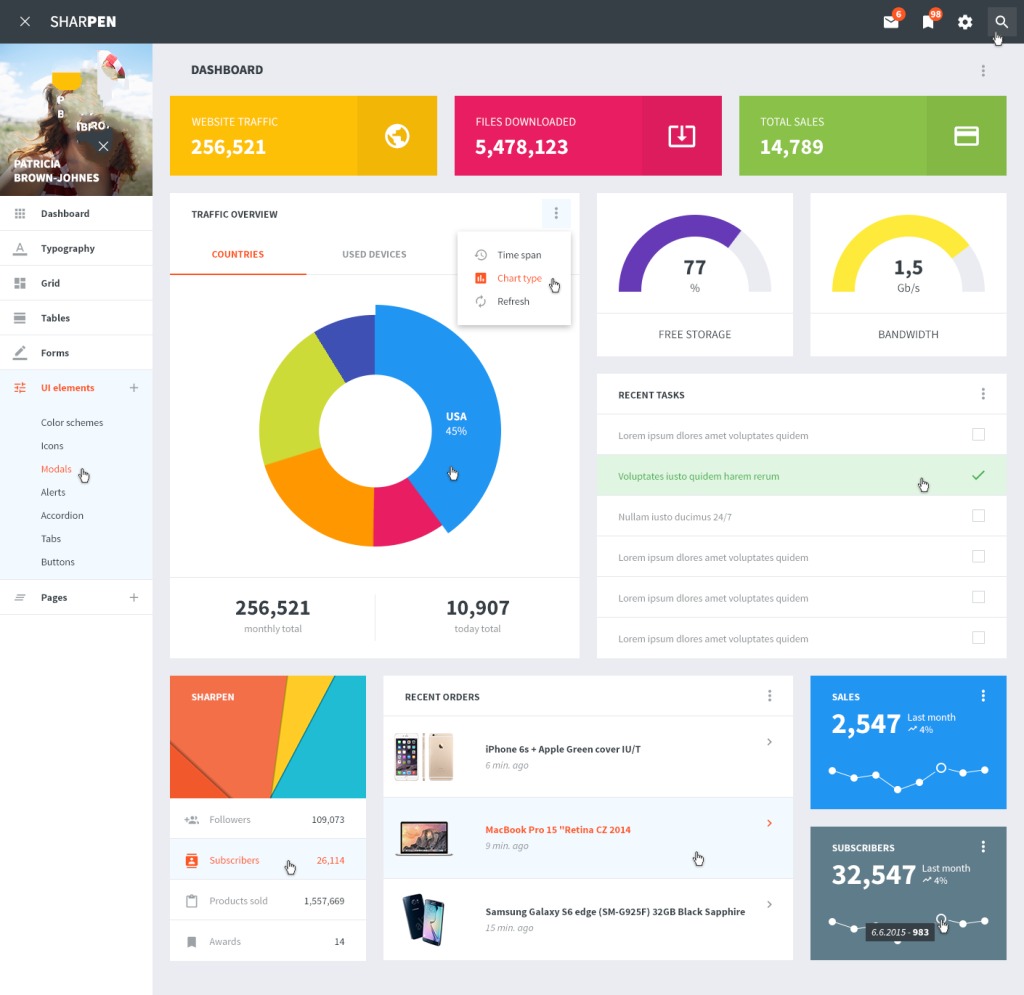 SHARPEN
6
98
PATRICIA
BROWN-JOHNES
Dashboard
Typography
Grid
Tables
Forms
UI elements
Color schemes
Icons
Modals
Alerts
Accordion
Tabs
Buttons
Pages
DASHBOARD
WEBSITE TRAFFIC
256,521
FILES DOWNLOADED
5,478,123
TOTAL SALES
14,789
TRAFFIC OVERVIEW
COUNTRIES
USED DEVICES
Time span
Chart type
Refresh
USA
45%
256,521
monthly total
10,907
today total
77
%
FREE STORAGE
1,5
Gb/s
BANDWIDTH
RECENT TASKS
Lorem ipsum dlores amet voluptates quidem
Voluptates iusto quidem harem rerum
Nullam iusto ducimus 24/7
Lorem ipsum dlores amet voluptates quidem
Lorem ipsum dlores amet voluptates quidem
Lorem ipsum dlores amet voluptates quidem
SHARPEN
Followers 109,073
Subscribers 26,114
Products sold 1,557,669
Awards 14
RECENT ORDERS
iPhone 6s + Apple Green cover IU/T
6 min. ago
MacBook Pro 15 "Retina CZ 2014
9 min. ago
Samsung Galaxy S6 edge (SM-G925F) 32GB Black Sapphire
15 min. ago
SALES
2,547
Last month
4%
SUBSCRIBERS
32,547
Last month
4%
6.6.2015 - 983